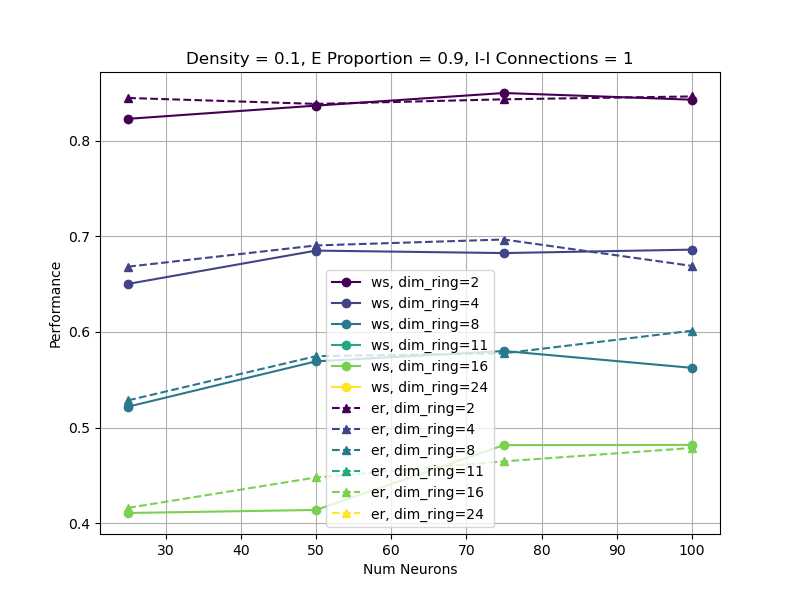 Density = 0.1, E Proportion = 0.9, I-I Connections = 1
Performance
0.8
0.7
0.6
0.5
0.4
ws, dim_ring=2
ws, dim_ring=4
ws, dim_ring=8
ws, dim_ring=11
ws, dim_ring=16
ws, dim_ring=24
er, dim_ring=2
er, dim_ring=4
er, dim_ring=8
er, dim_ring=11
er, dim_ring=16
er, dim_ring=24
30 40 50 60 70 80 90 100
Num Neurons